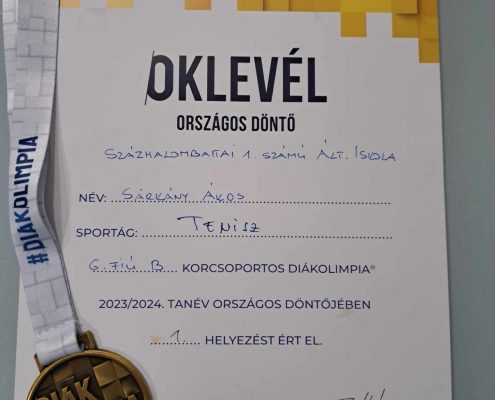 OKLEVÉL
ORSZÁGOS DÖNTŐ
SZÁZHALOMBATTAI 1. SZÁMÚ ÁLT. ISKOLA
NÉV: SÁRKÁNY ÁKOS
SPORTÁG: TENISZ
G. FIÚ B KORCSOPORTOS DIÁKOLIMPIA®
2023/2024. TANÉV ORSZÁGOS DÖNTŐJÉBEN
1. HELYEZÉST ÉRT EL.
#DIÁKOLIMPIA
DIÁK